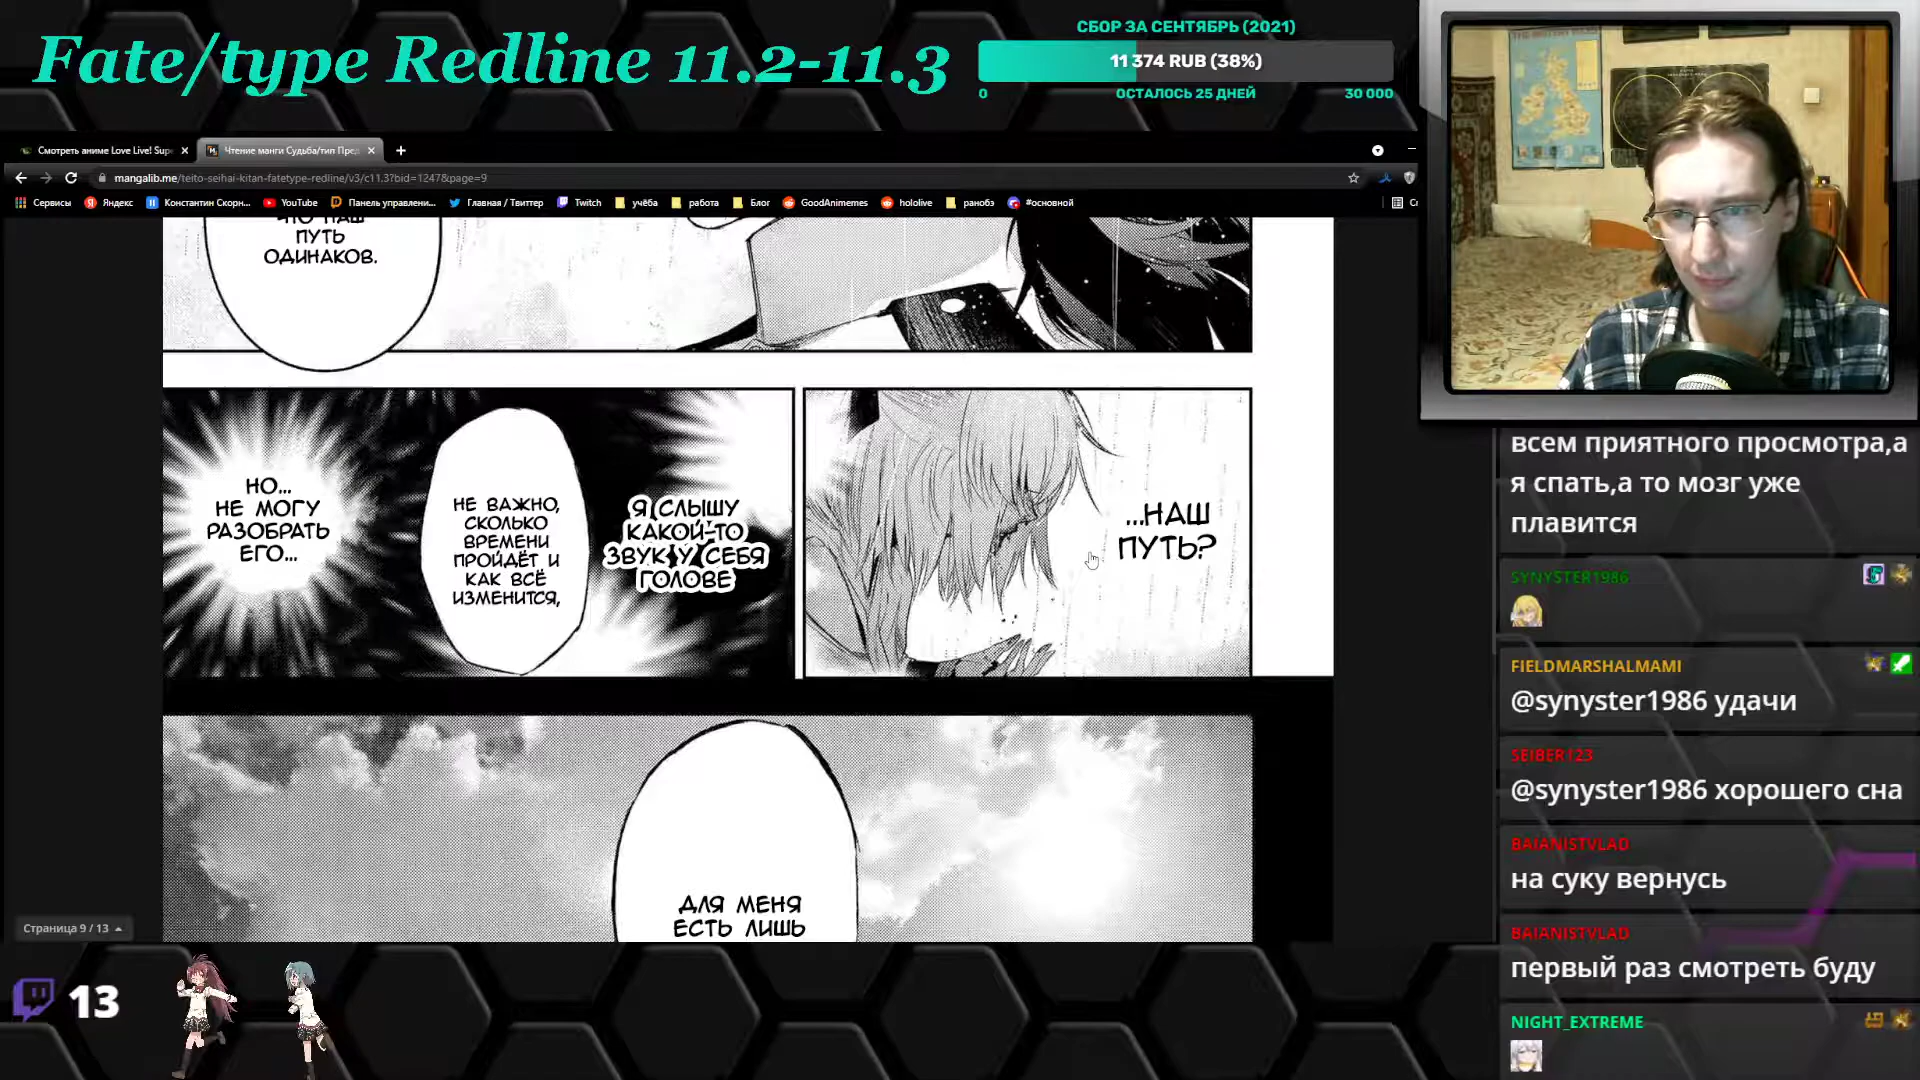 Fate/type Redline 11.2-11.3
СБОР ЗА СЕНТЯБРЬ (2021)
11 374 RUB (38%)
0
ОСТАЛОСЬ 25 ДНЕЙ
30 000
Смотреть аниме Love Live! Supe
Чтение манги Судьба/тип Пре
mangalib.me/teito-seihai-kitan-fatetype-redline/v3/c11.3?bid=1247&page=9
Сервисы
Яндекс
Константин Скорн...
YouTube
Панель управлени...
Главная / Твиттер
Twitch
учёба
работа
Блог
GoodAnimemes
hololive
ранобэ
#основной
ПУТЬ
ОДИНАКОВ.
...НАШ
ПУТЬ?
Я СЛЫШУ
КАКОЙ-ТО
ЗВУК У СЕБЯ
ГОЛОВЕ
НЕ ВАЖНО,
СКОЛЬКО
ВРЕМЕНИ
ПРОЙДЁТ И
КАК ВСЁ
ИЗМЕНИТСЯ,
НО...
НЕ МОГУ
РАЗОБРАТЬ
ЕГО...
ДЛЯ МЕНЯ
ЕСТЬ ЛИШЬ
Страница 9 / 13
13
всем приятного просмотра,а
я спать,а то мозг уже
плавится
SYNYSTER1986
FIELDMARSHALMAMI
@synyster1986 удачи
SEIBER123
@synyster1986 хорошего сна
BAIANISTVLAD
на суку вернусь
BAIANISTVLAD
первый раз смотреть буду
NIGHT_EXTREME